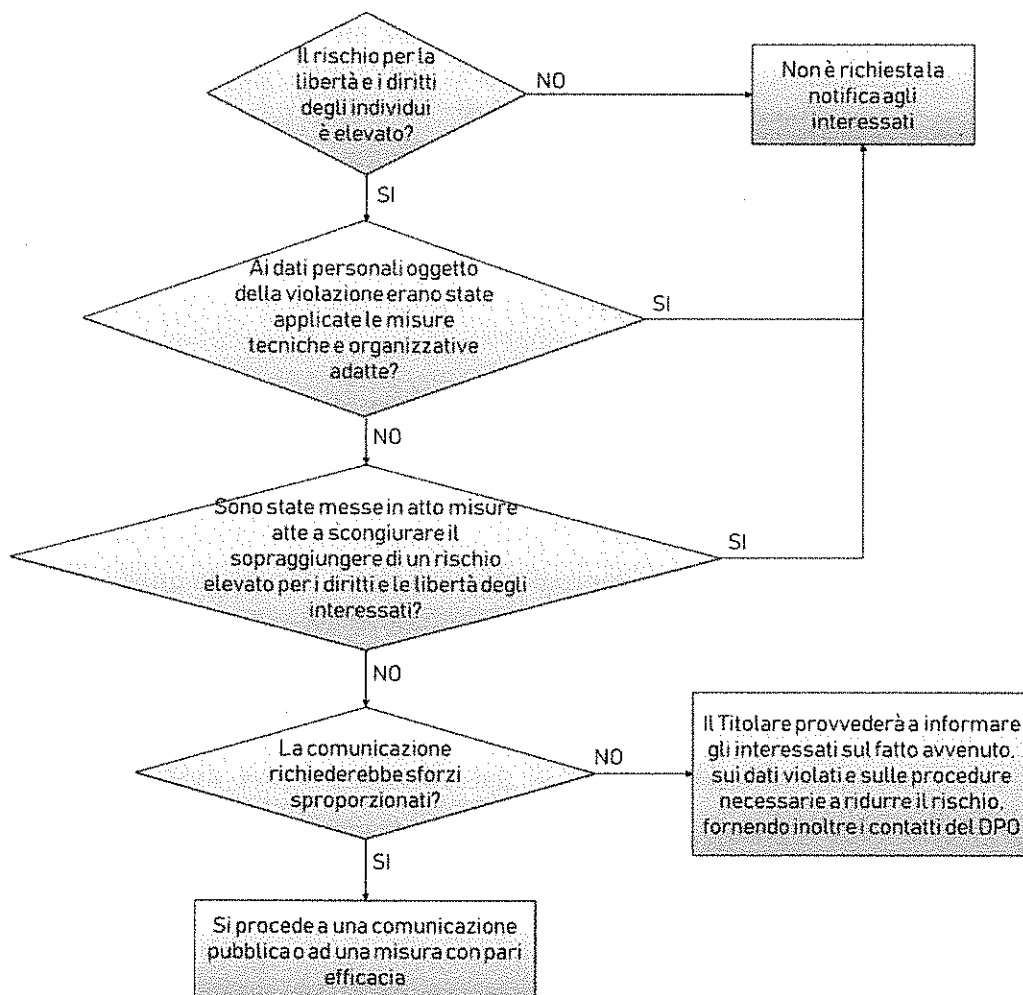 Il rischio per la
libertà e i diritti
degli individui
è elevato?
NO
Non è richiesta la
notifica agli
interessati
SI
Ai dati personali oggetto
della violazione erano state
applicate le misure
tecniche e organizzative
adatte?
SI
NO
Sono state messe in atto misure
atte a scongiurare il
sopraggiungere di un rischio
elevato per i diritti e le libertà degli
interessati?
SI
NO
La comunicazione
richiederebbe sforzi
sproporzionati?
NO
Il Titolare provvederà a informare
gli interessati sul fatto avvenuto,
sui dati violati e sulle procedure
necessarie a ridurre il rischio,
fornendo inoltre i contatti del DPO
SI
Si procede a una comunicazione
pubblica o ad una misura con pari
efficacia